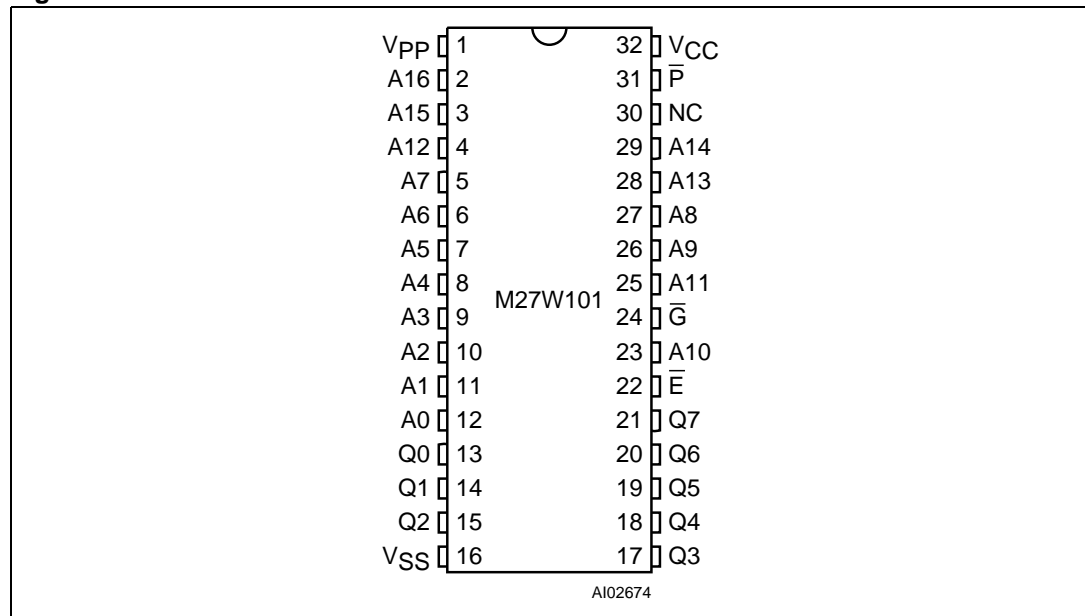 V_PP 1 32 V_CC
A16 2 31 P̅
A15 3 30 NC
A12 4 29 A14
A7 5 28 A13
A6 6 27 A8
A5 7 26 A9
A4 8 25 A11
M27W101
A3 9 24 G̅
A2 10 23 A10
A1 11 22 E̅
A0 12 21 Q7
Q0 13 20 Q6
Q1 14 19 Q5
Q2 15 18 Q4
V_SS 16 17 Q3
AI02674